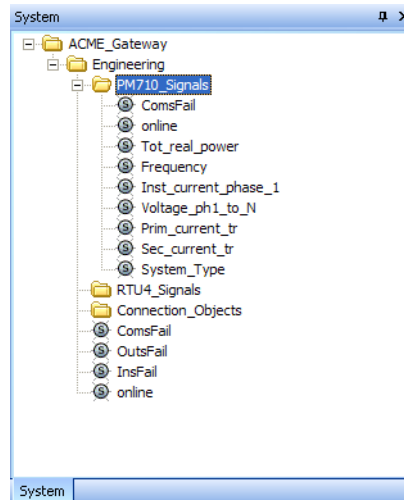 System
ACME_Gateway
Engineering
PM710_Signals
ComsFail
online
Tot_real_power
Frequency
Inst_current_phase_1
Voltage_ph1_to_N
Prim_current_tr
Sec_current_tr
System_Type
RTU4_Signals
Connection_Objects
ComsFail
OutsFail
InsFail
online
System